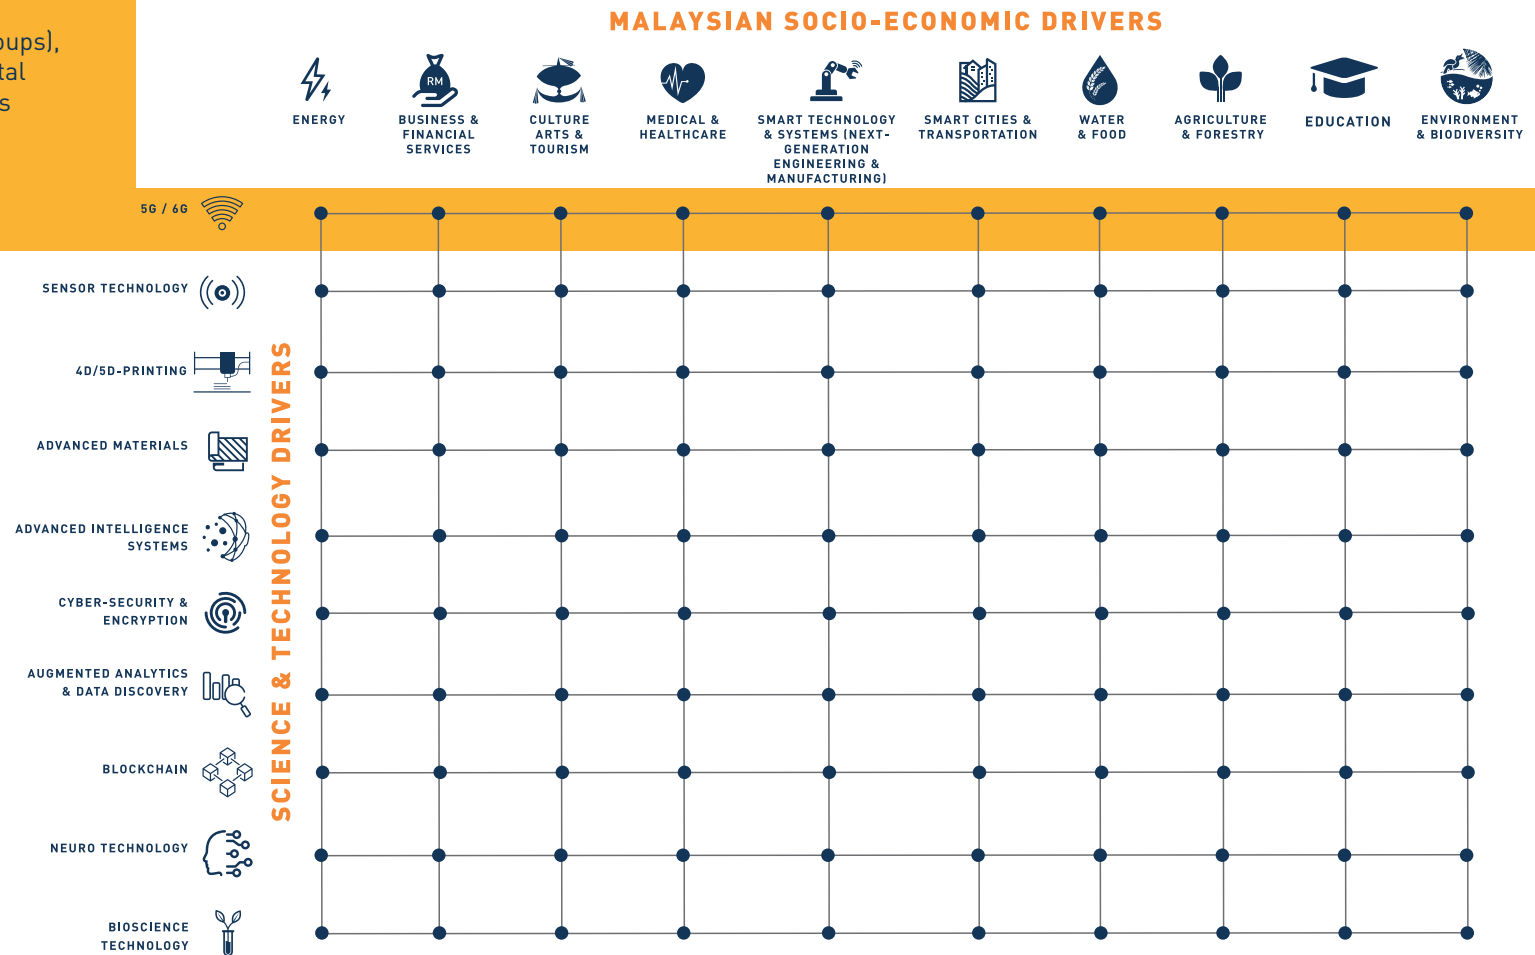 oups),
tal
s
MALAYSIAN SOCIO-ECONOMIC DRIVERS
RM
ENERGY
BUSINESS &
FINANCIAL
SERVICES
CULTURE
ARTS &
TOURISM
MEDICAL &
HEALTHCARE
SMART TECHNOLOGY
& SYSTEMS (NEXT-
GENERATION
ENGINEERING &
MANUFACTURING)
SMART CITIES &
TRANSPORTATION
WATER
& FOOD
AGRICULTURE
& FORESTRY
EDUCATION
ENVIRONMENT
& BIODIVERSITY
SCIENCE & TECHNOLOGY DRIVERS
5G / 6G
SENSOR TECHNOLOGY
4D/5D-PRINTING
ADVANCED MATERIALS
ADVANCED INTELLIGENCE
SYSTEMS
CYBER-SECURITY &
ENCRYPTION
AUGMENTED ANALYTICS
& DATA DISCOVERY
BLOCKCHAIN
NEURO TECHNOLOGY
BIOSCIENCE
TECHNOLOGY